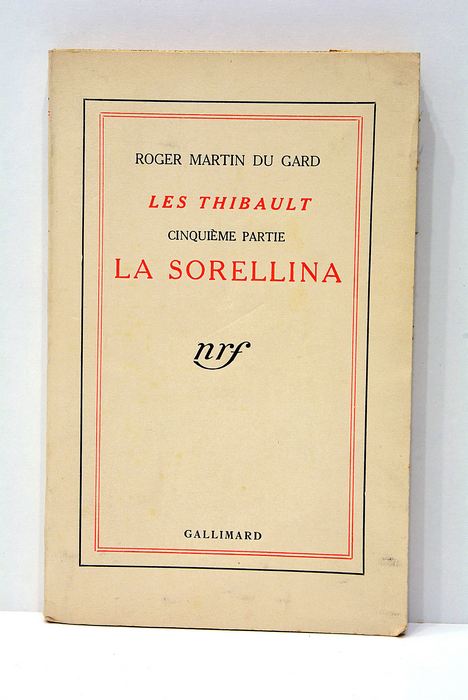 ROGER MARTIN DU GARD
LES THIBAULT
CINQUIÈME PARTIE
LA SORELLINA
nrf
GALLIMARD